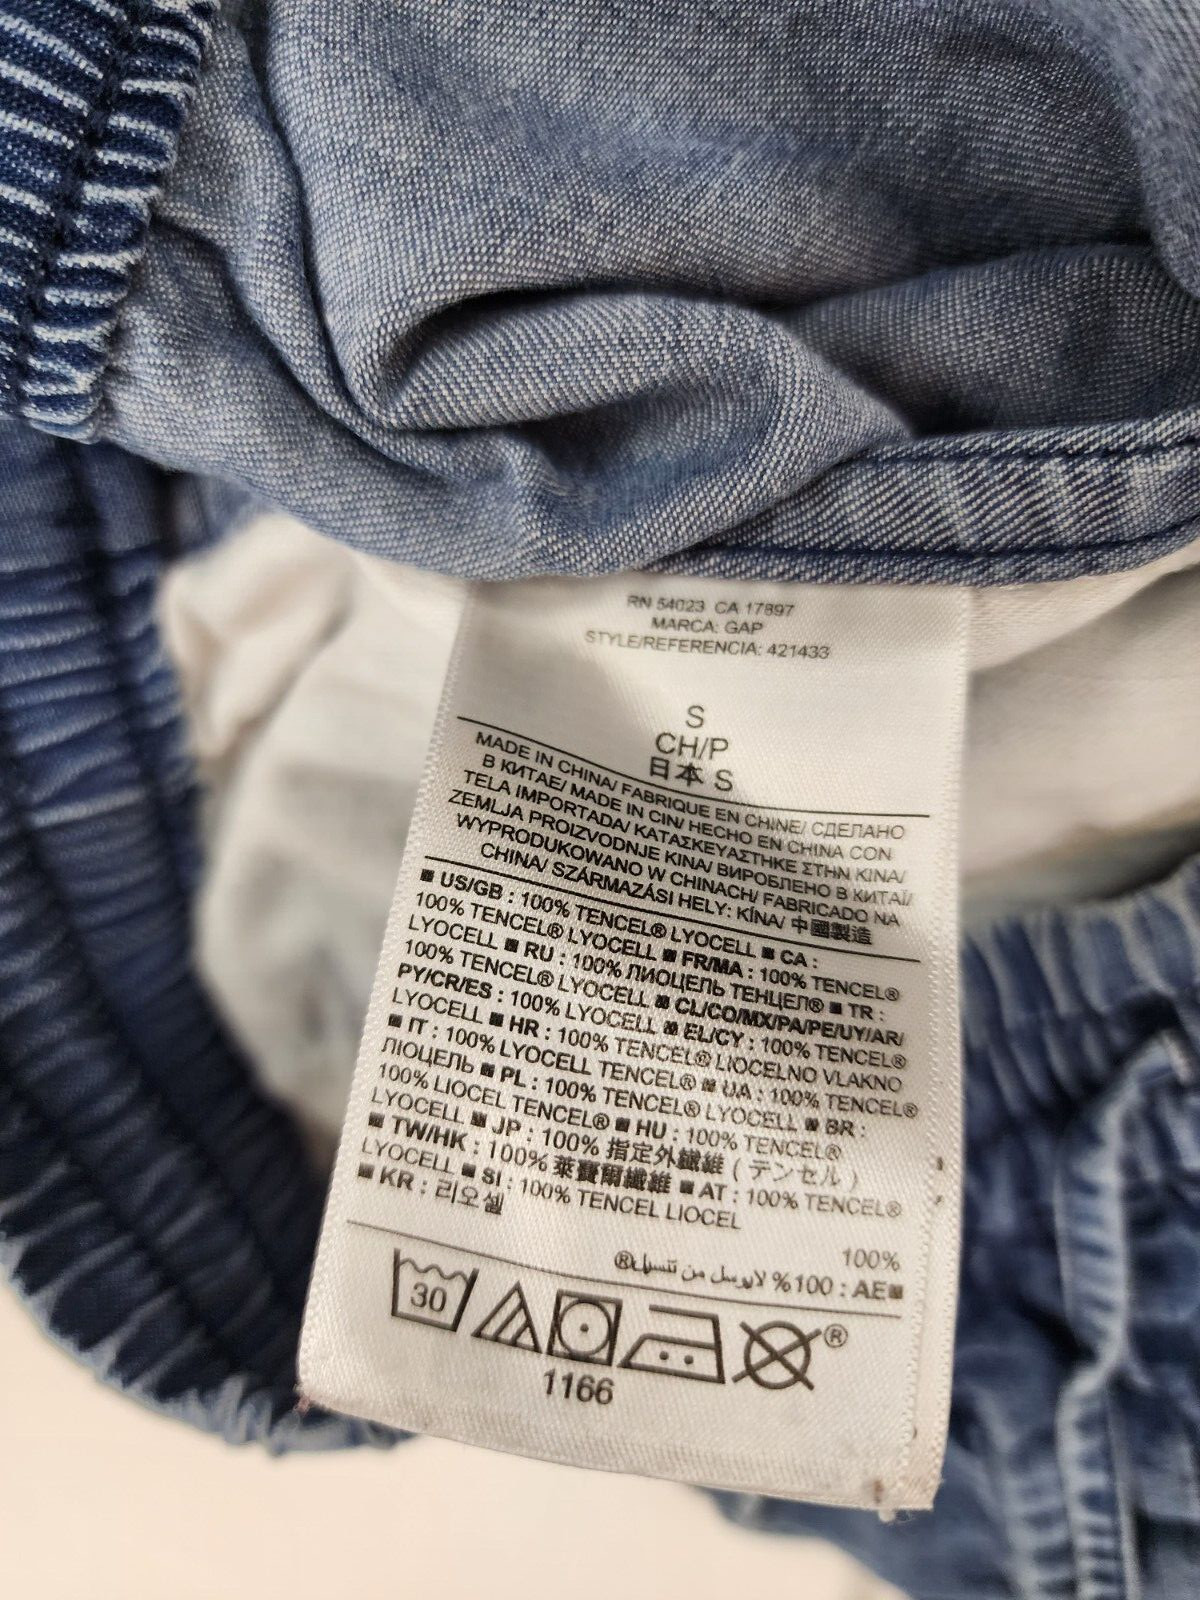 RN 54023 CA 17897
MARCA: GAP
STYLE/REFERENCIA: 421433
S
CH/P
日本 S
MADE IN CHINA/ FABRIQUE EN CHINE/ СДЕЛАНО
В КИТАЕ/ MADE IN CIN/ HECHO EN CHINA CON
TELA IMPORTADA/ ΚΑΤΑΣΚΕΥΑΣΤΗΚΕ ΣΤΗΝ ΚΙΝΑ/
ZEMLJA PROIZVODNJE KINA/ ВИРОБЛЕНО В КИТАЇ/
WYPRODUKOWANO W CHINACH/ FABRICADO NA
CHINA/ SZÁRMAZÁSI HELY: KÍNA/ 中國製造
■ US/GB : 100% TENCEL® LYOCELL ■ CA :
100% TENCEL® LYOCELL ■ FR/MA : 100% TENCEL®
LYOCELL ■ RU : 100% ЛИОЦЕЛЬ ТЕНЦЕЛ® ■ TR :
100% TENCEL® LYOCELL ■ CL/CO/MX/PA/PE/UY/AR/
PY/CR/ES : 100% LYOCELL ■ EL/CY : 100% TENCEL®
LYOCELL ■ HR : 100% TENCEL® LIOCELNO VLAKNO
■ IT : 100% LYOCELL TENCEL® ■ UA : 100% TENCEL®
ЛІОЦЕЛЬ ■ PL : 100% TENCEL® LYOCELL ■ BR :
100% LIOCEL TENCEL® ■ HU : 100% TENCEL®
LYOCELL ■ JP : 100% 指定外繊維 ( テンセル )
■ TW/HK : 100% 萊賽爾纖維 ■ AT : 100% TENCEL®
LYOCELL ■ SI : 100% TENCEL LIOCEL
■ KR : 리오셀
100%
■AE : 100% لايوسل من تنسيل®
30
®
1166